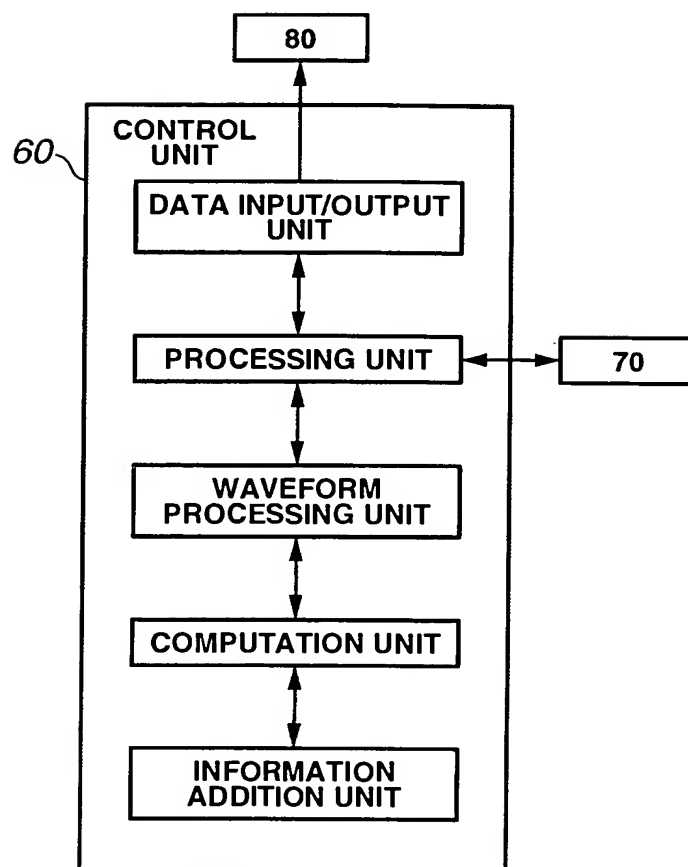 80
CONTROL
UNIT
60
DATA INPUT/OUTPUT
UNIT
PROCESSING UNIT
70
WAVEFORM
PROCESSING UNIT
COMPUTATION UNIT
INFORMATION
ADDITION UNIT